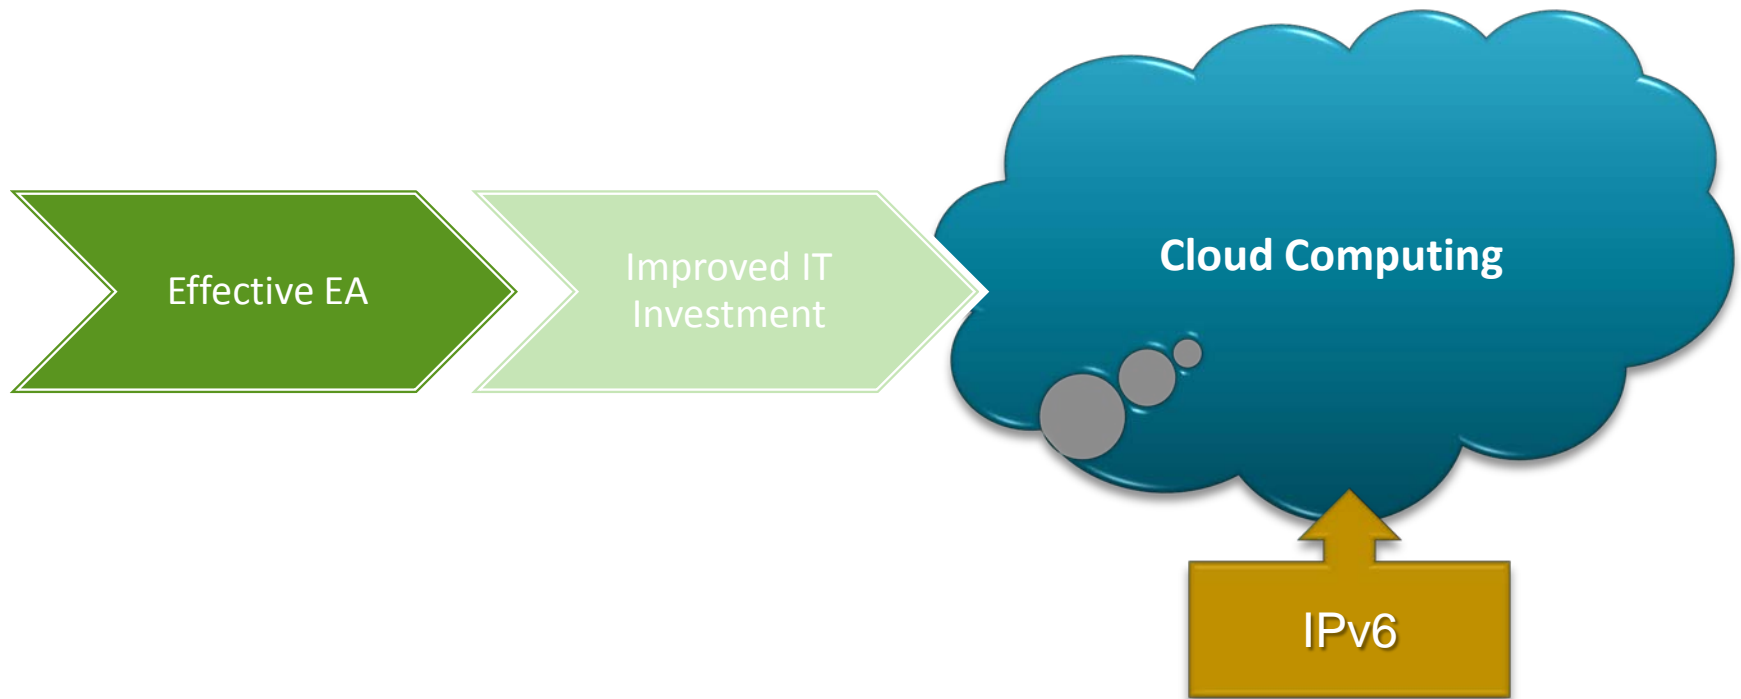 Effective EA
Improved IT
Investment
Cloud Computing
IPv6